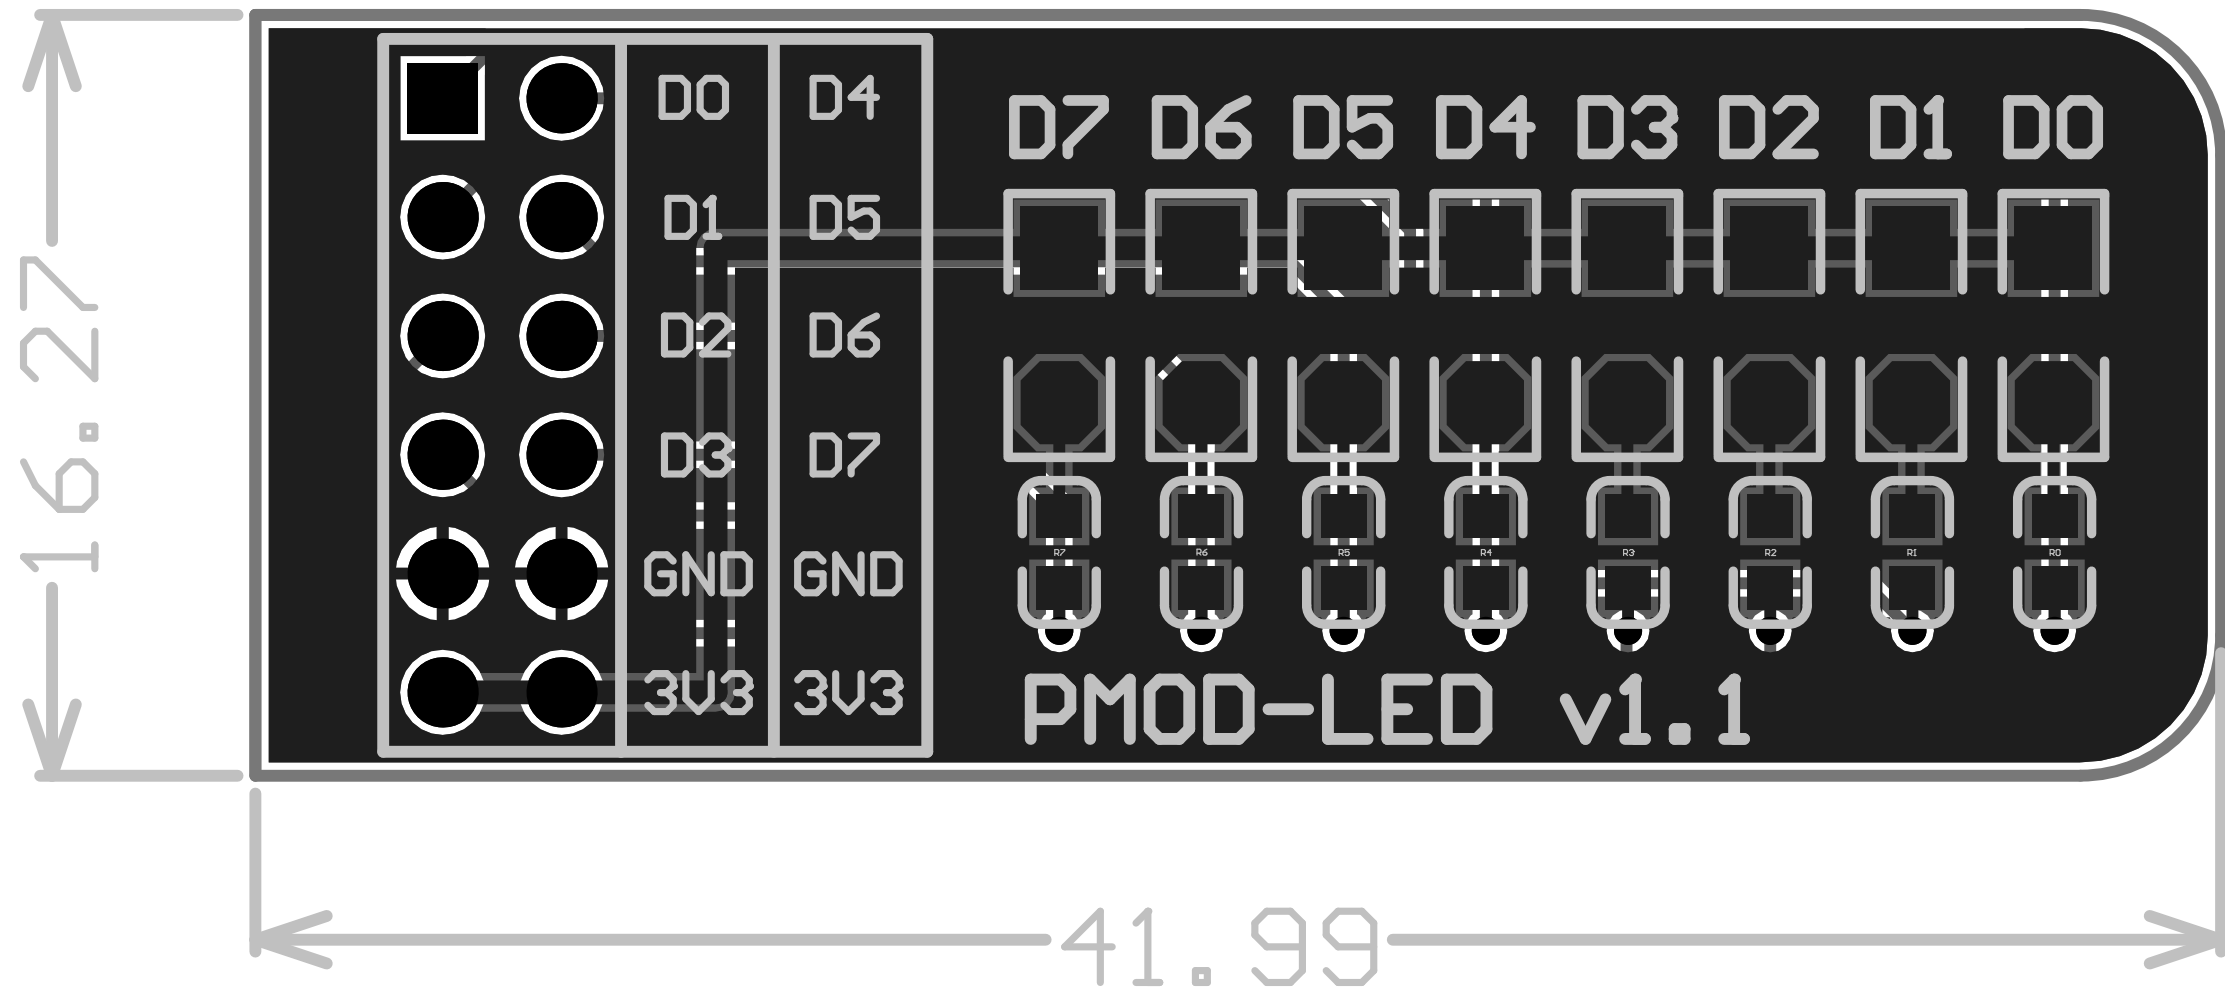 D0 D4
D7 D6 D5 D4 D3 D2 D1 D0
D1 D5
D2 D6
D3 D7
R7 R6 R5 R4 R3 R2 R1 R0
GND GND
3V3 3V3
PMOD-LED v1.1
16.27
41.99